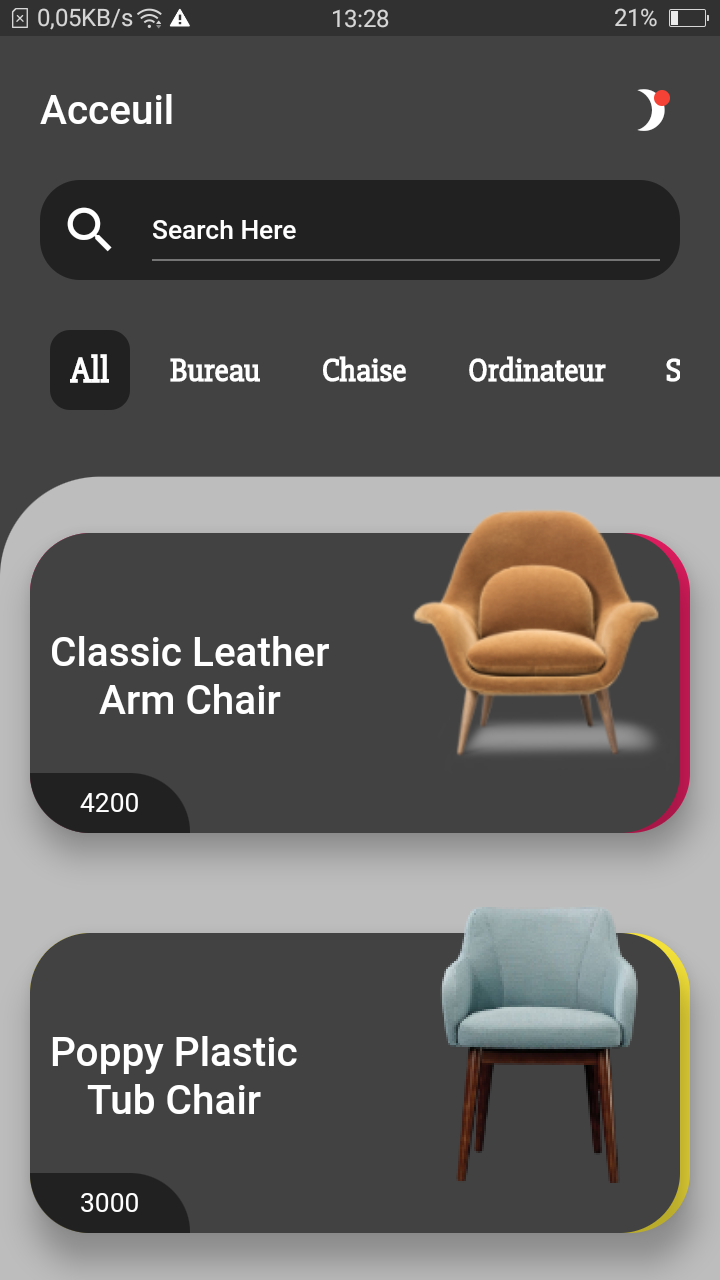 0,05KB/s 13:28 21%
Acceuil
Search Here
All Bureau Chaise Ordinateur S
Classic Leather
Arm Chair
4200
Poppy Plastic
Tub Chair
3000